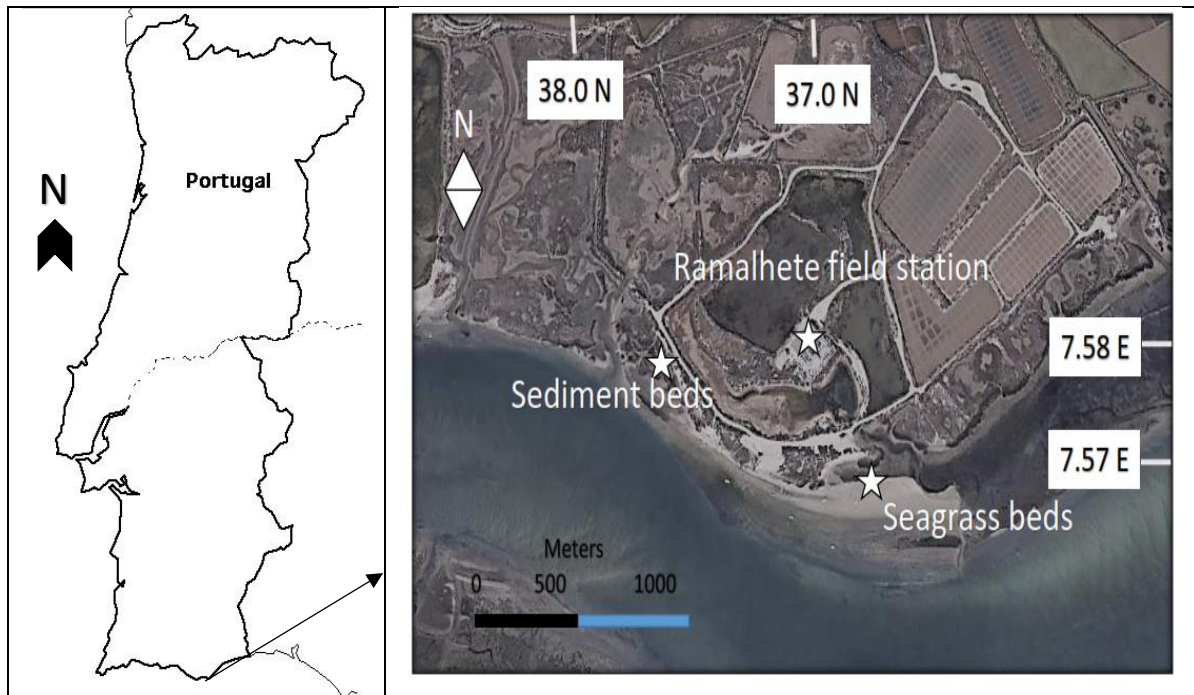 N
Portugal
38.0 N
37.0 N
N
Ramalhete field station
Sediment beds
7.58 E
7.57 E
Seagrass beds
Meters
0 500 1000